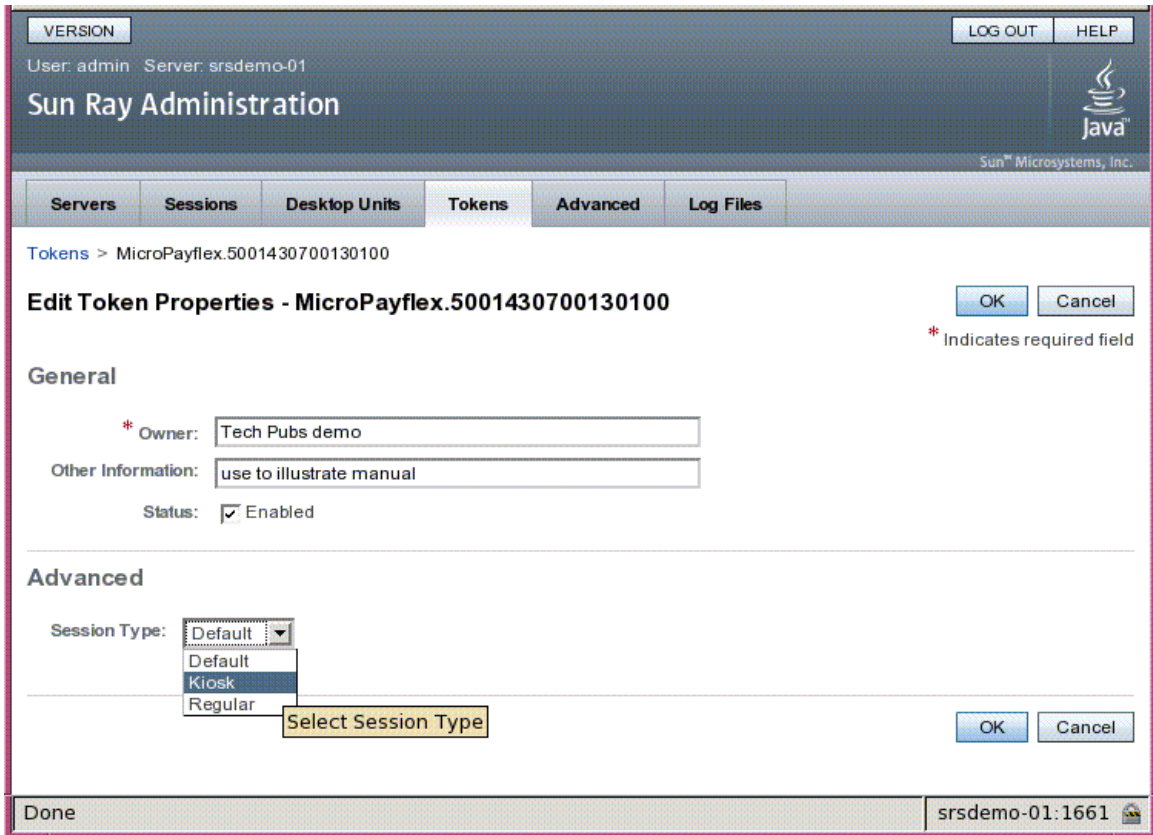 VERSION LOG OUT HELP
User: admin Server: srsdemo-01
Sun Ray Administration
Java™
Sun™ Microsystems, Inc.
Servers Sessions Desktop Units Tokens Advanced Log Files
Tokens > MicroPayflex.5001430700130100
Edit Token Properties - MicroPayflex.5001430700130100 OK Cancel
* Indicates required field
General
* Owner: Tech Pubs demo
Other Information: use to illustrate manual
Status: Enabled
Advanced
Session Type: Default
Default
Kiosk
Regular
Select Session Type
OK Cancel
Done srsdemo-01:1661